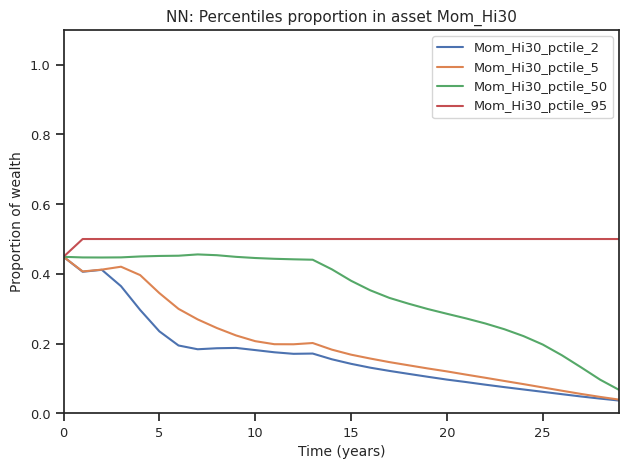 NN: Percentiles proportion in asset Mom_Hi30
Mom_Hi30_pctile_2
Mom_Hi30_pctile_5
Mom_Hi30_pctile_50
Mom_Hi30_pctile_95
Proportion of wealth
1.0
0.8
0.6
0.4
0.2
0.0
0 5 10 15 20 25
Time (years)